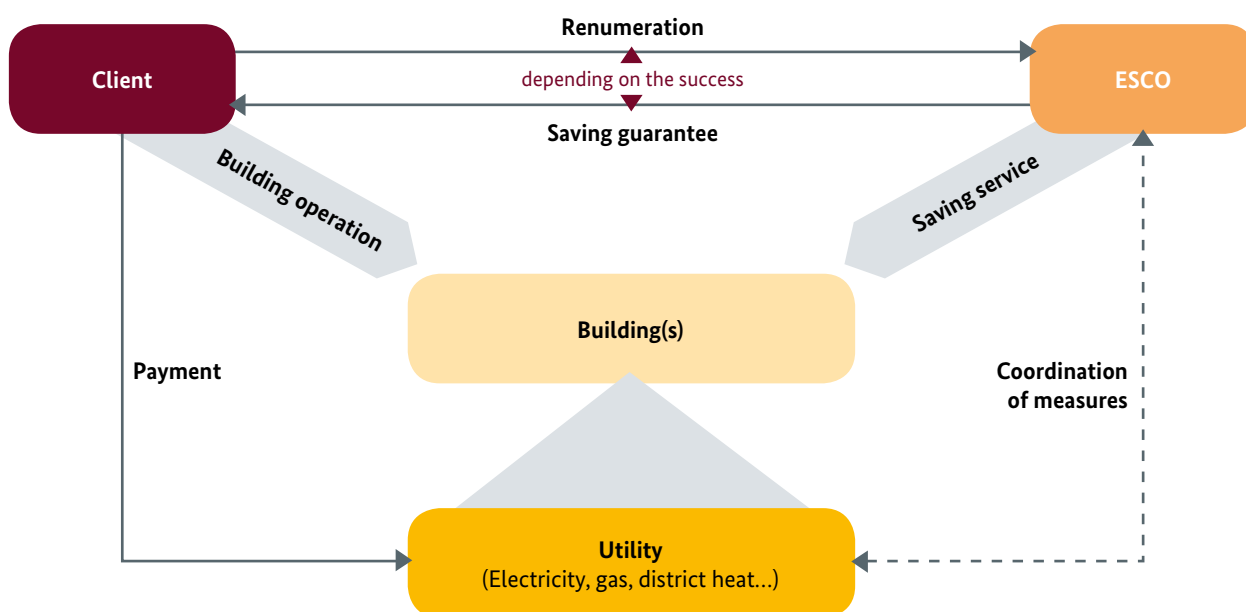 Renumeration
Client
depending on the success
ESCO
Saving guarantee
Building operation
Saving service
Building(s)
Payment
Coordination
of measures
Utility
(Electricity, gas, district heat...)